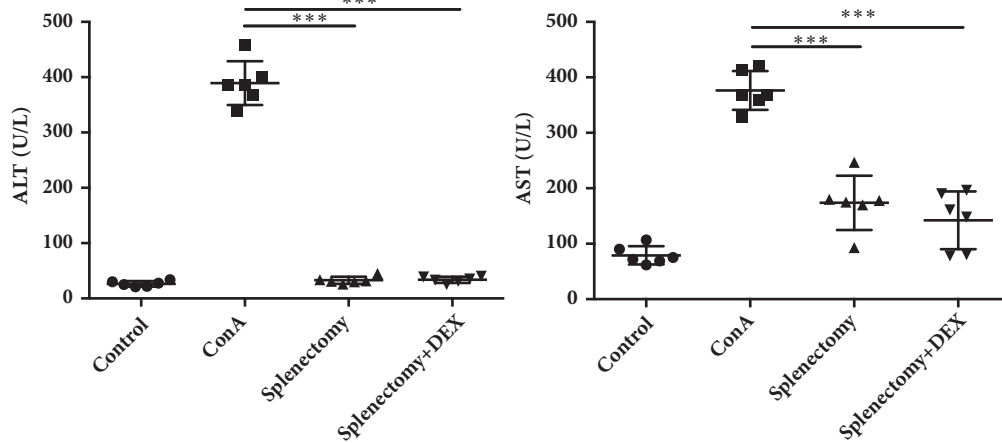 ***
***
500
400
300
200
100
0
ALT (U/L)
Control
ConA
Splenectomy
Splenectomy+DEX
***
***
500
400
300
200
100
0
AST (U/L)
Control
ConA
Splenectomy
Splenectomy+DEX